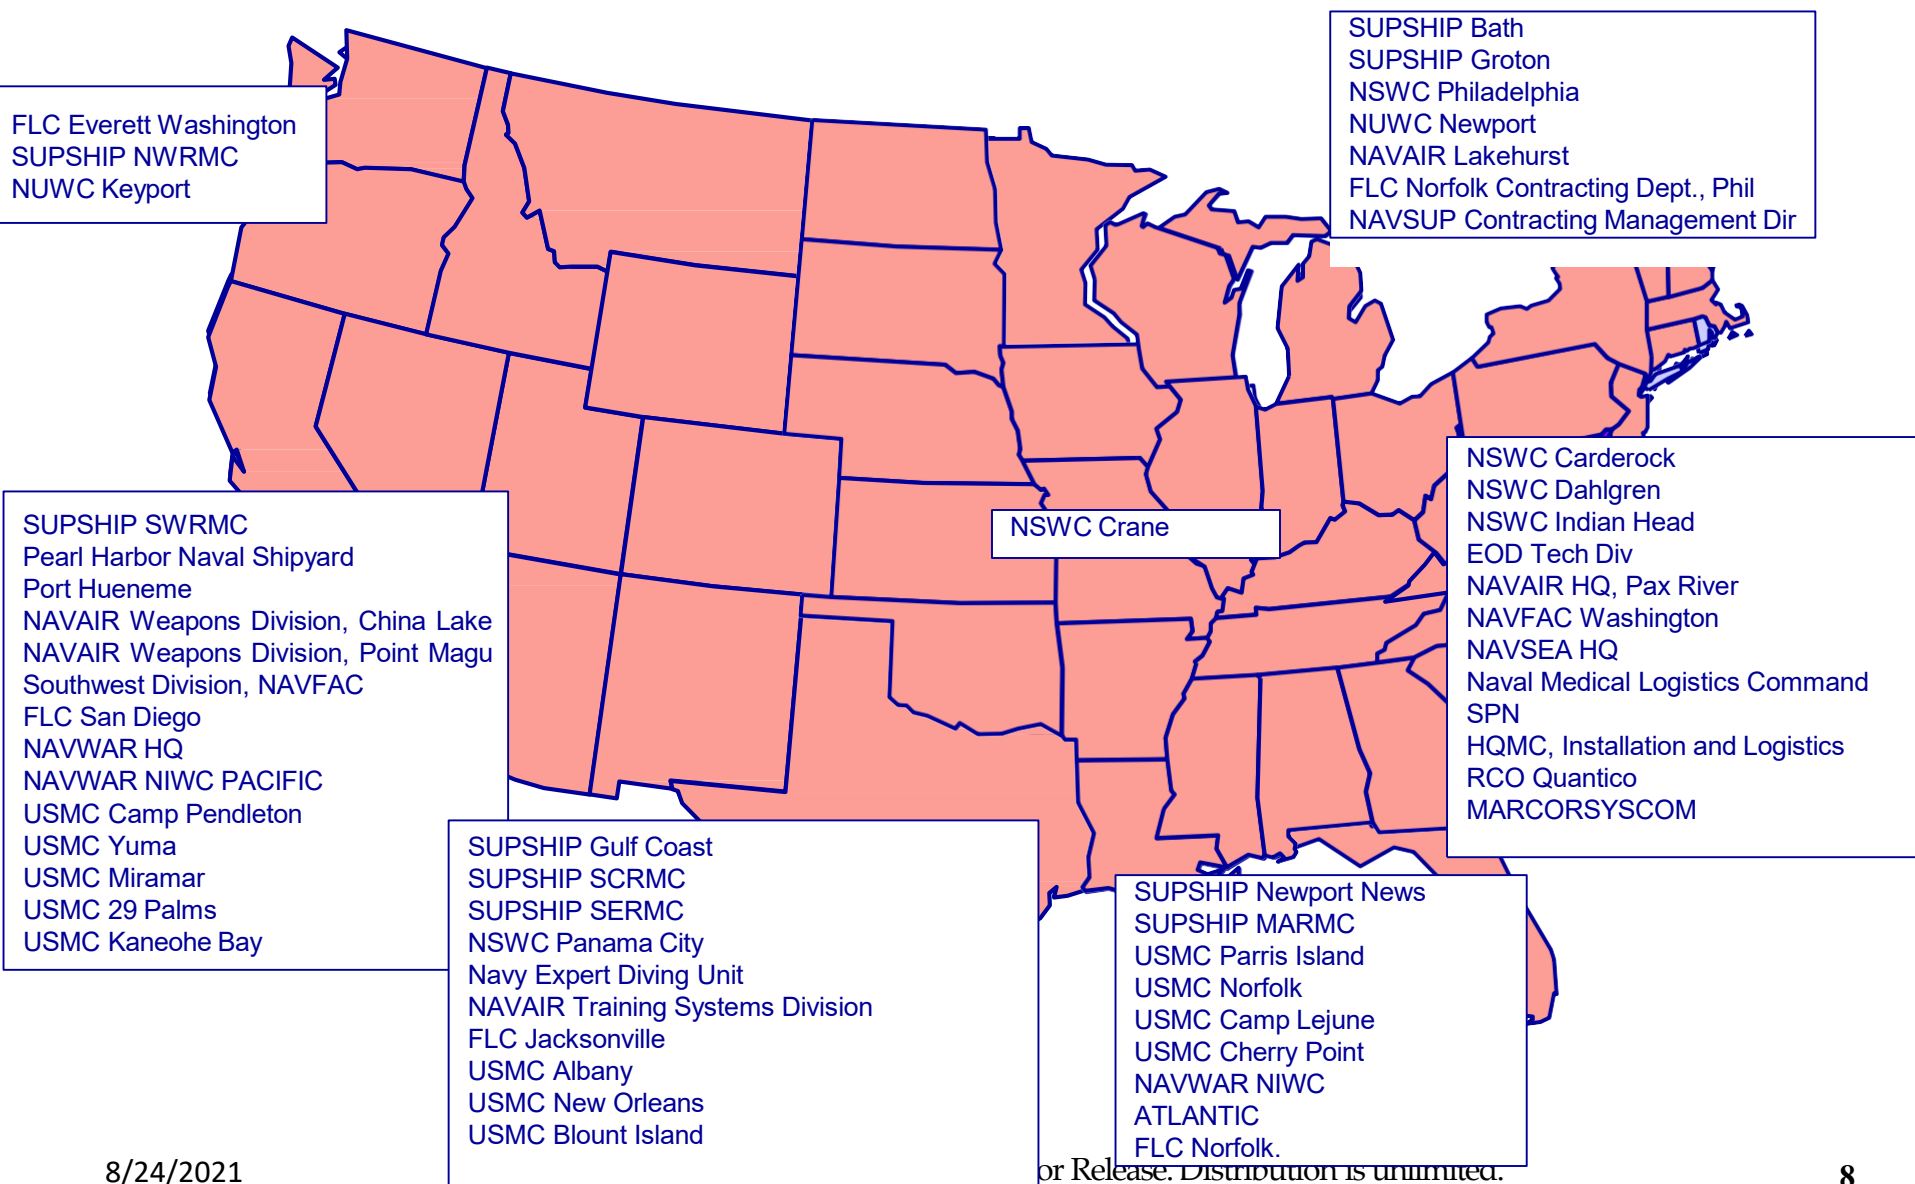 SUPSHIP Bath
SUPSHIP Groton
NSWC Philadelphia
NUWC Newport
NAVAIR Lakehurst
FLC Norfolk Contracting Dept., Phil
NAVSUP Contracting Management Dir
FLC Everett Washington
SUPSHIP NWRMC
NUWC Keyport
NSWC Carderock
NSWC Dahlgren
NSWC Indian Head
EOD Tech Div
NAVAIR HQ, Pax River
NAVFAC Washington
NAVSEA HQ
Naval Medical Logistics Command
SPN
HQMC, Installation and Logistics
RCO Quantico
MARCORSYSCOM
NSWC Crane
SUPSHIP SWRMC
Pearl Harbor Naval Shipyard
Port Hueneme
NAVAIR Weapons Division, China Lake
NAVAIR Weapons Division, Point Magu
Southwest Division, NAVFAC
FLC San Diego
NAVWAR HQ
NAVWAR NIWC PACIFIC
USMC Camp Pendleton
USMC Yuma
USMC Miramar
USMC 29 Palms
USMC Kaneohe Bay
SUPSHIP Gulf Coast
SUPSHIP SCRMC
SUPSHIP SERMC
NSWC Panama City
Navy Expert Diving Unit
NAVAIR Training Systems Division
FLC Jacksonville
USMC Albany
USMC New Orleans
USMC Blount Island
SUPSHIP Newport News
SUPSHIP MARMC
USMC Parris Island
USMC Norfolk
USMC Camp Lejune
USMC Cherry Point
NAVWAR NIWC
ATLANTIC
FLC Norfolk.
8/24/2021
or Release. Distribution is unlimited.
8